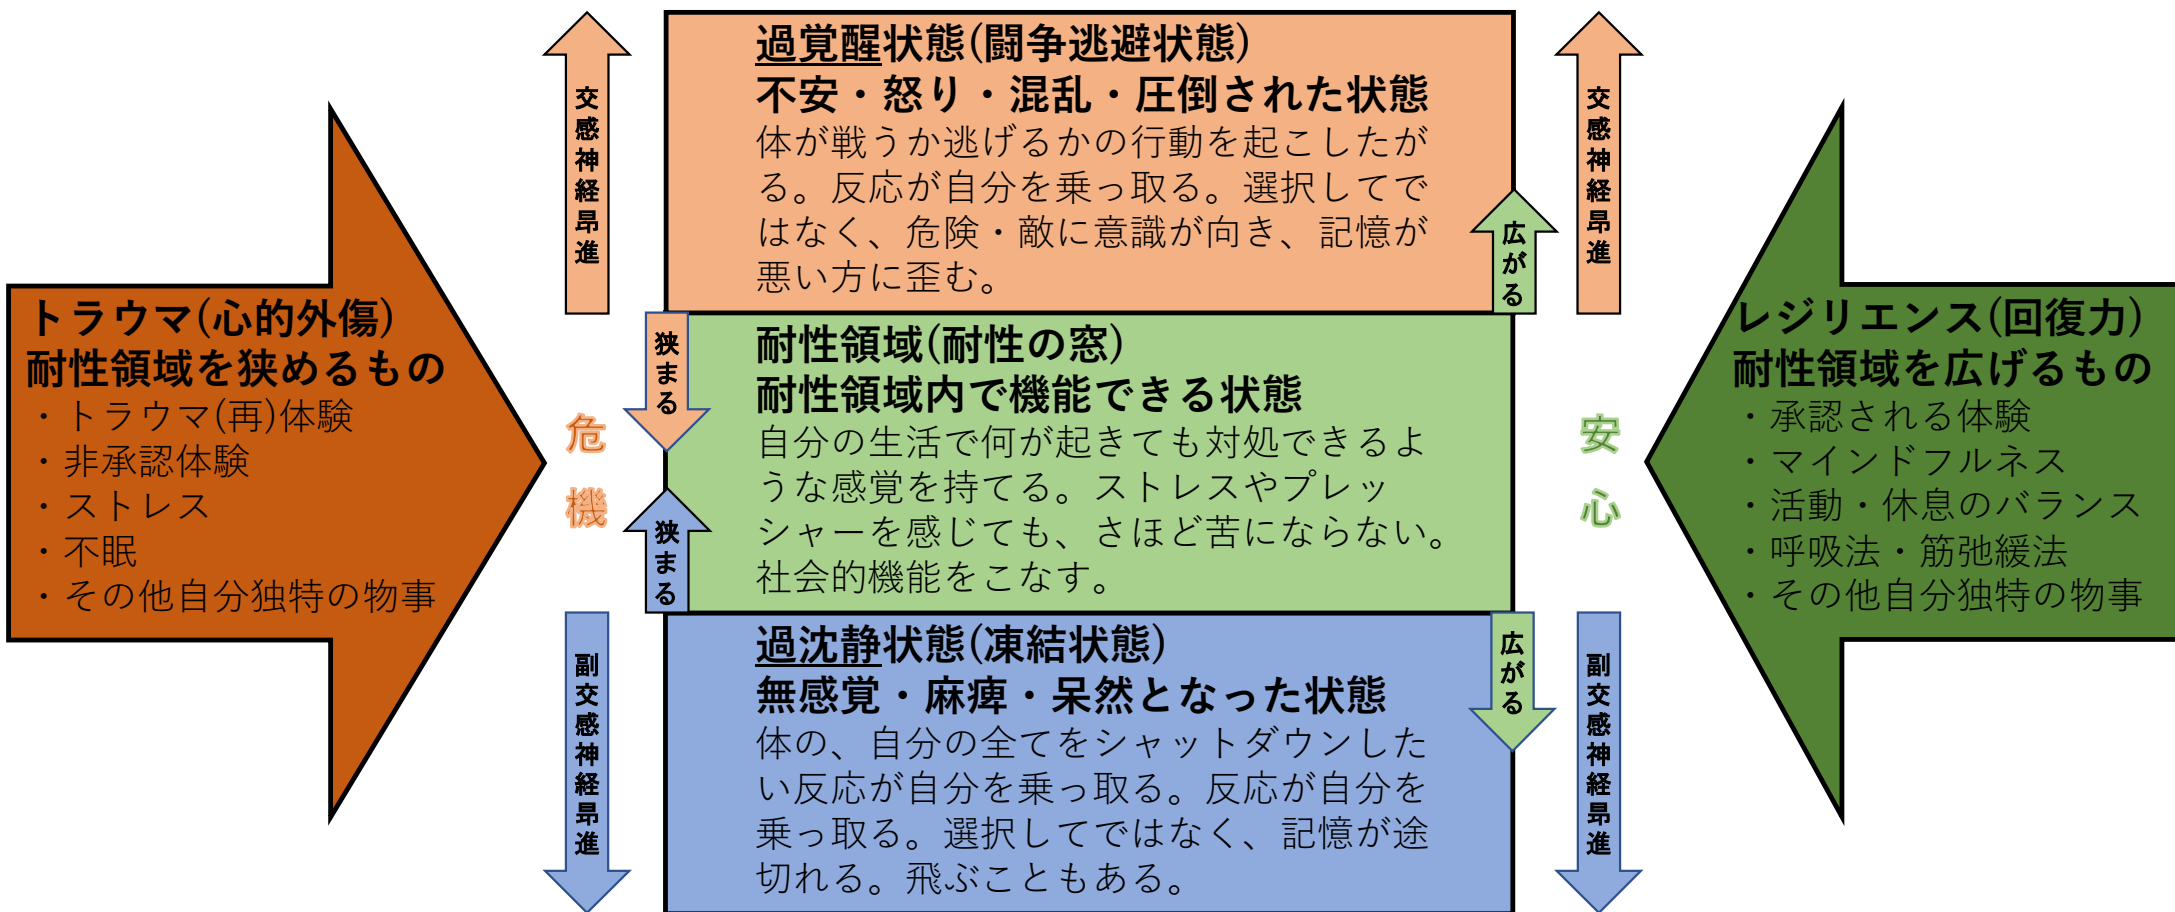 過覚醒状態(闘争逃避状態)
不安・怒り・混乱・圧倒された状態
体が戦うか逃げるかの行動を起こしたが
る。反応が自分を乗っ取る。選択してで
はなく、危険・敵に意識が向き、記憶が
悪い方に歪む。
交感神経昂進
交感神経昂進
広がる
トラウマ(心的外傷)
耐性領域を狭めるもの
・トラウマ(再)体験
・非承認体験
・ストレス
・不眠
・その他自分独特の物事
危機
狭まる
狭まる
耐性領域(耐性の窓)
耐性領域内で機能できる状態
自分の生活で何が起きても対処できるよ
うな感覚を持てる。ストレスやプレッ
シャーを感じても、さほど苦にならない。
社会的機能をこなす。
安心
レジリエンス(回復力)
耐性領域を広げるもの
・承認される体験
・マインドフルネス
・活動・休息のバランス
・呼吸法・筋弛緩法
・その他自分独特の物事
副交感神経昂進
過沈静状態(凍結状態)
無感覚・麻痺・呆然となった状態
体の、自分の全てをシャットダウンした
い反応が自分を乗っ取る。反応が自分を
乗っ取る。選択してではなく、記憶が途
切れる。飛ぶこともある。
広がる
副交感神経昂進